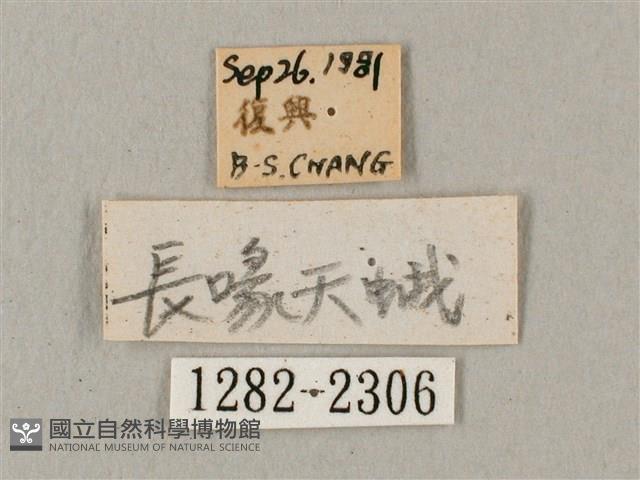 Sep 26. 1981
復興
B-S. CHANG
長喙天蛾
1282-2306
國立自然科學博物館
NATIONAL MUSEUM OF NATURAL SCIENCE